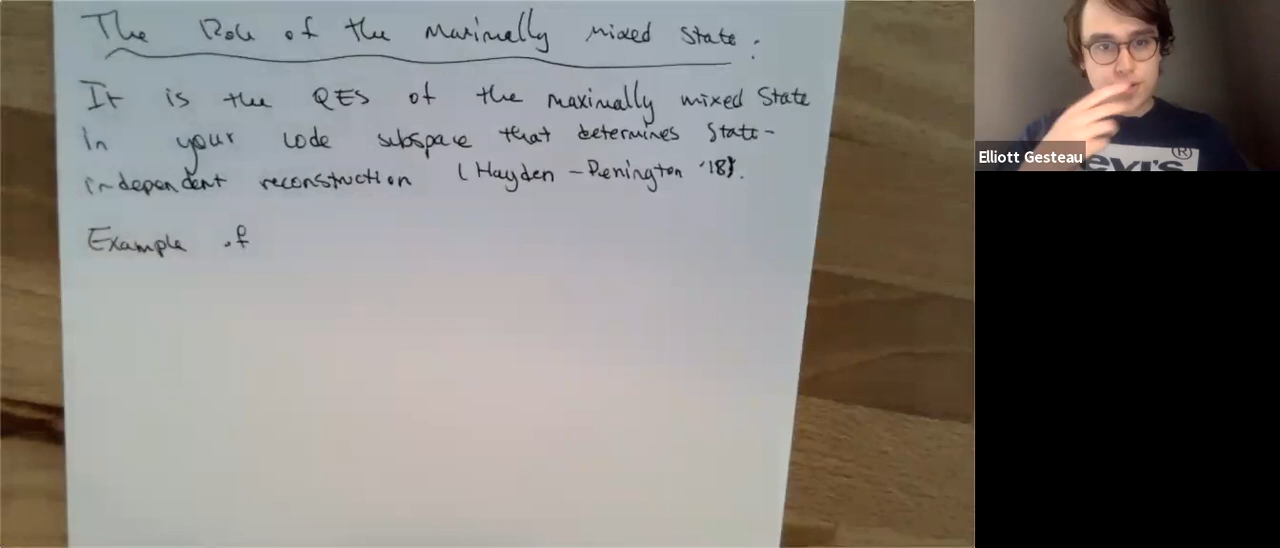 The Role of the maximally mixed state:
It is the QES of the maximally mixed state
in your code subspace that determines state-
independent reconstruction (Hayden - Penington '18).
Example of
Elliott Gesteau
evi's ®